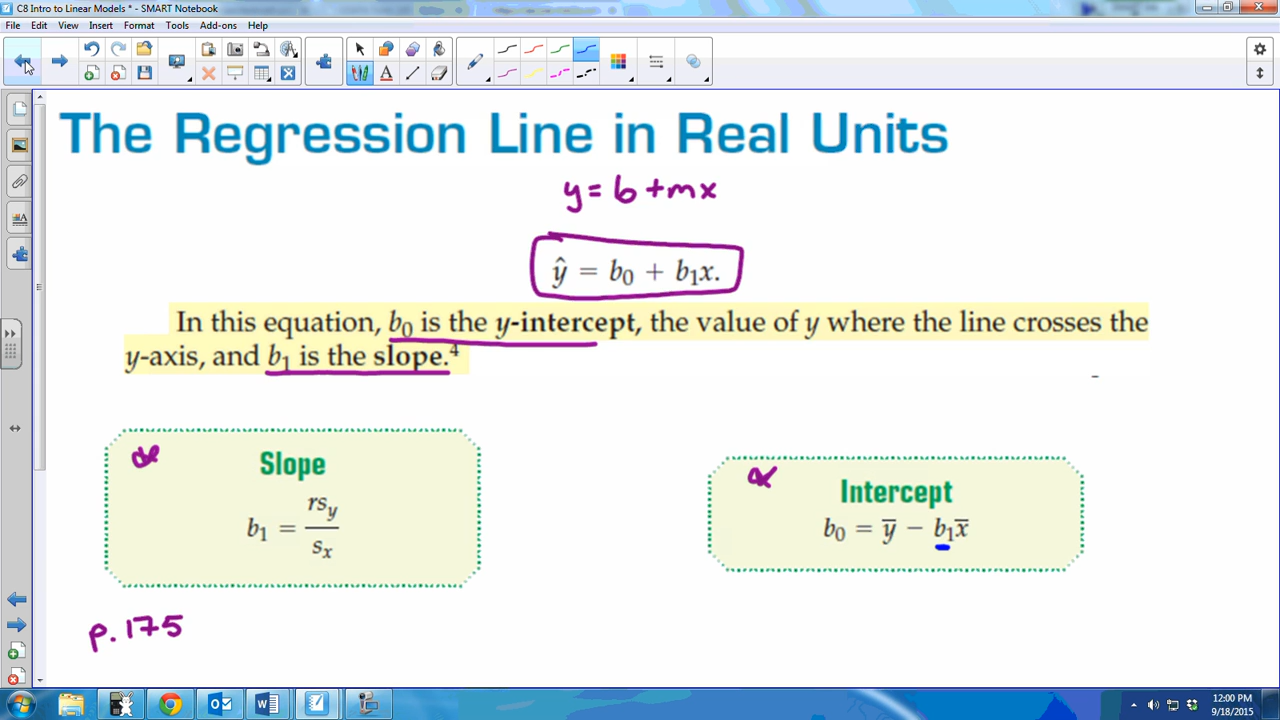 C8 Intro to Linear Models * - SMART Notebook
File Edit View Insert Format Tools Add-ons Help
The Regression Line in Real Units
y = b + mx
ŷ = b₀ + b₁x.
In this equation, b₀ is the y-intercept, the value of y where the line crosses the
y-axis, and b₁ is the slope.⁴
Slope
b₁ = rs_y / s_x
Intercept
b₀ = y̅ − b₁x̅
p. 175
12:00 PM
9/18/2015